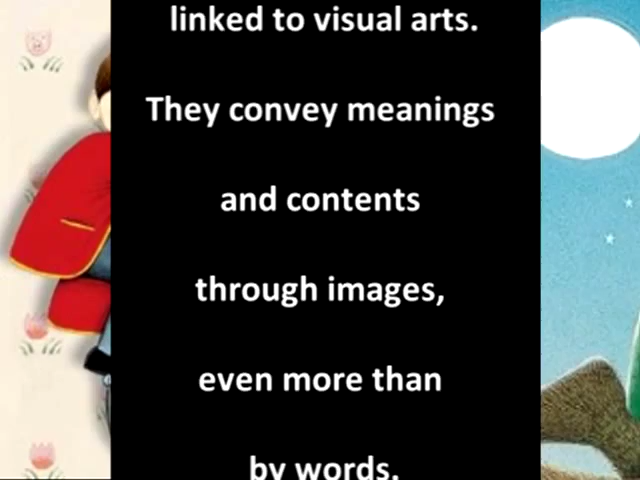 linked to visual arts.
They convey meanings
and contents
through images,
even more than
by words.